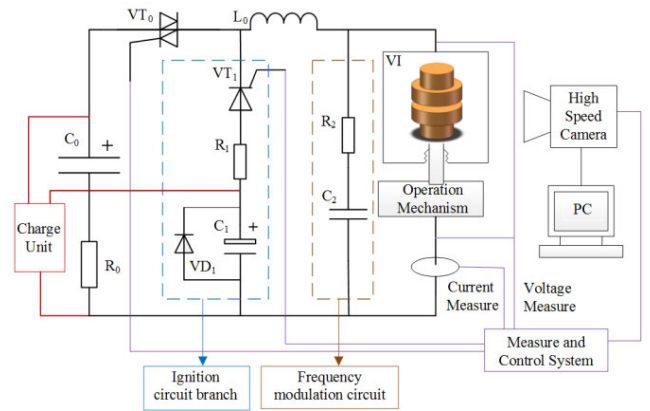 VT₀
L₀
VT₁
VI
High
Speed
Camera
C₀
+
R₁
R₂
Operation
Mechanism
PC
Charge
Unit
C₁
+
C₂
R₀
VD₁
Current
Measure
Voltage
Measure
Measure and
Control System
Ignition
circuit branch
Frequency
modulation circuit